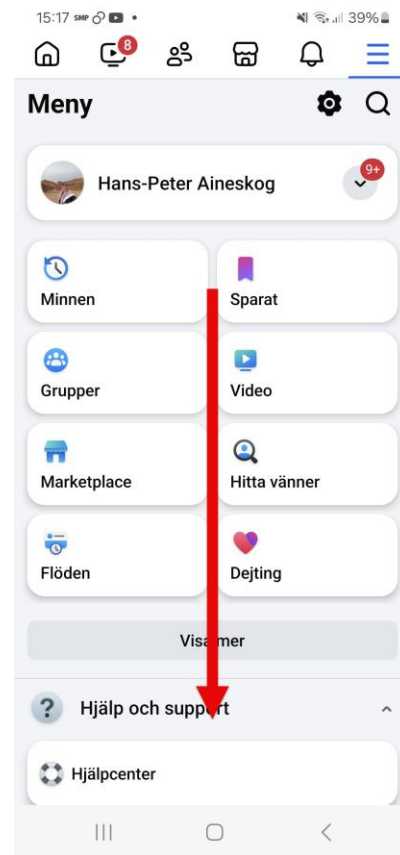 15:17 SMP 39%
8
Meny
Hans-Peter Aineskog
9+
Minnen
Sparat
Grupper
Video
Marketplace
Hitta vänner
Flöden
Dejting
Visa mer
Hjälp och support
Hjälpcenter